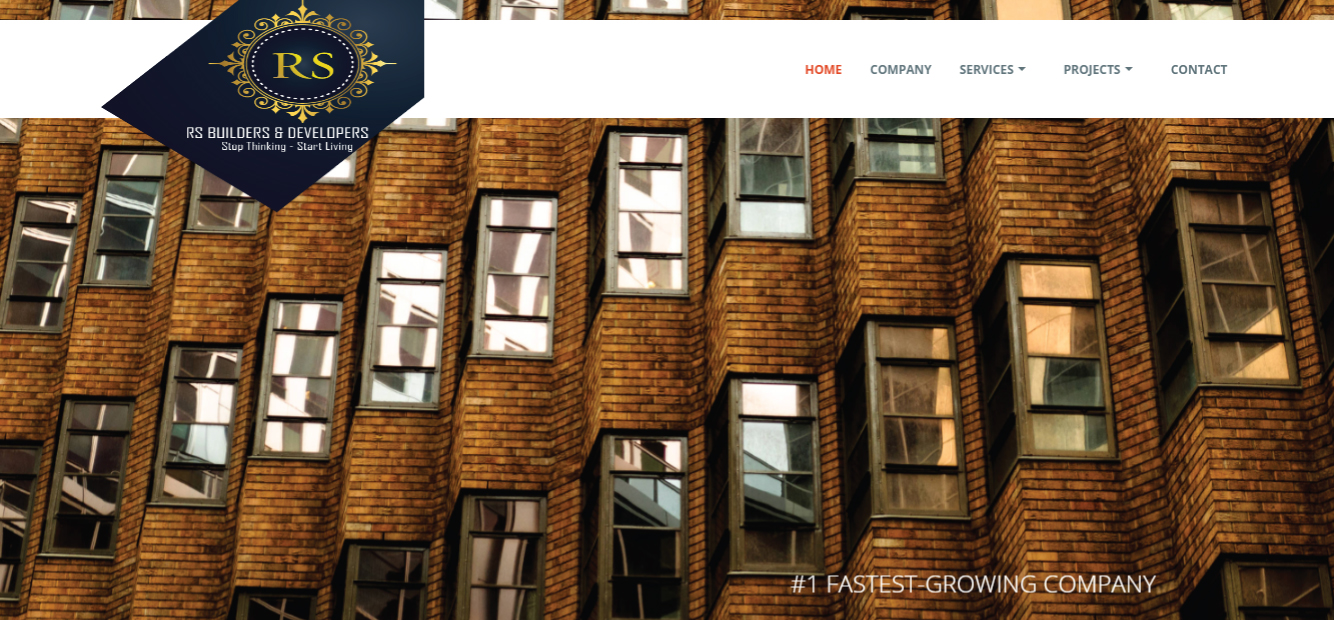 RS
RS BUILDERS & DEVELOPERS
Stop Thinking - Start Living
HOME COMPANY SERVICES PROJECTS CONTACT
#1 FASTEST-GROWING COMPANY